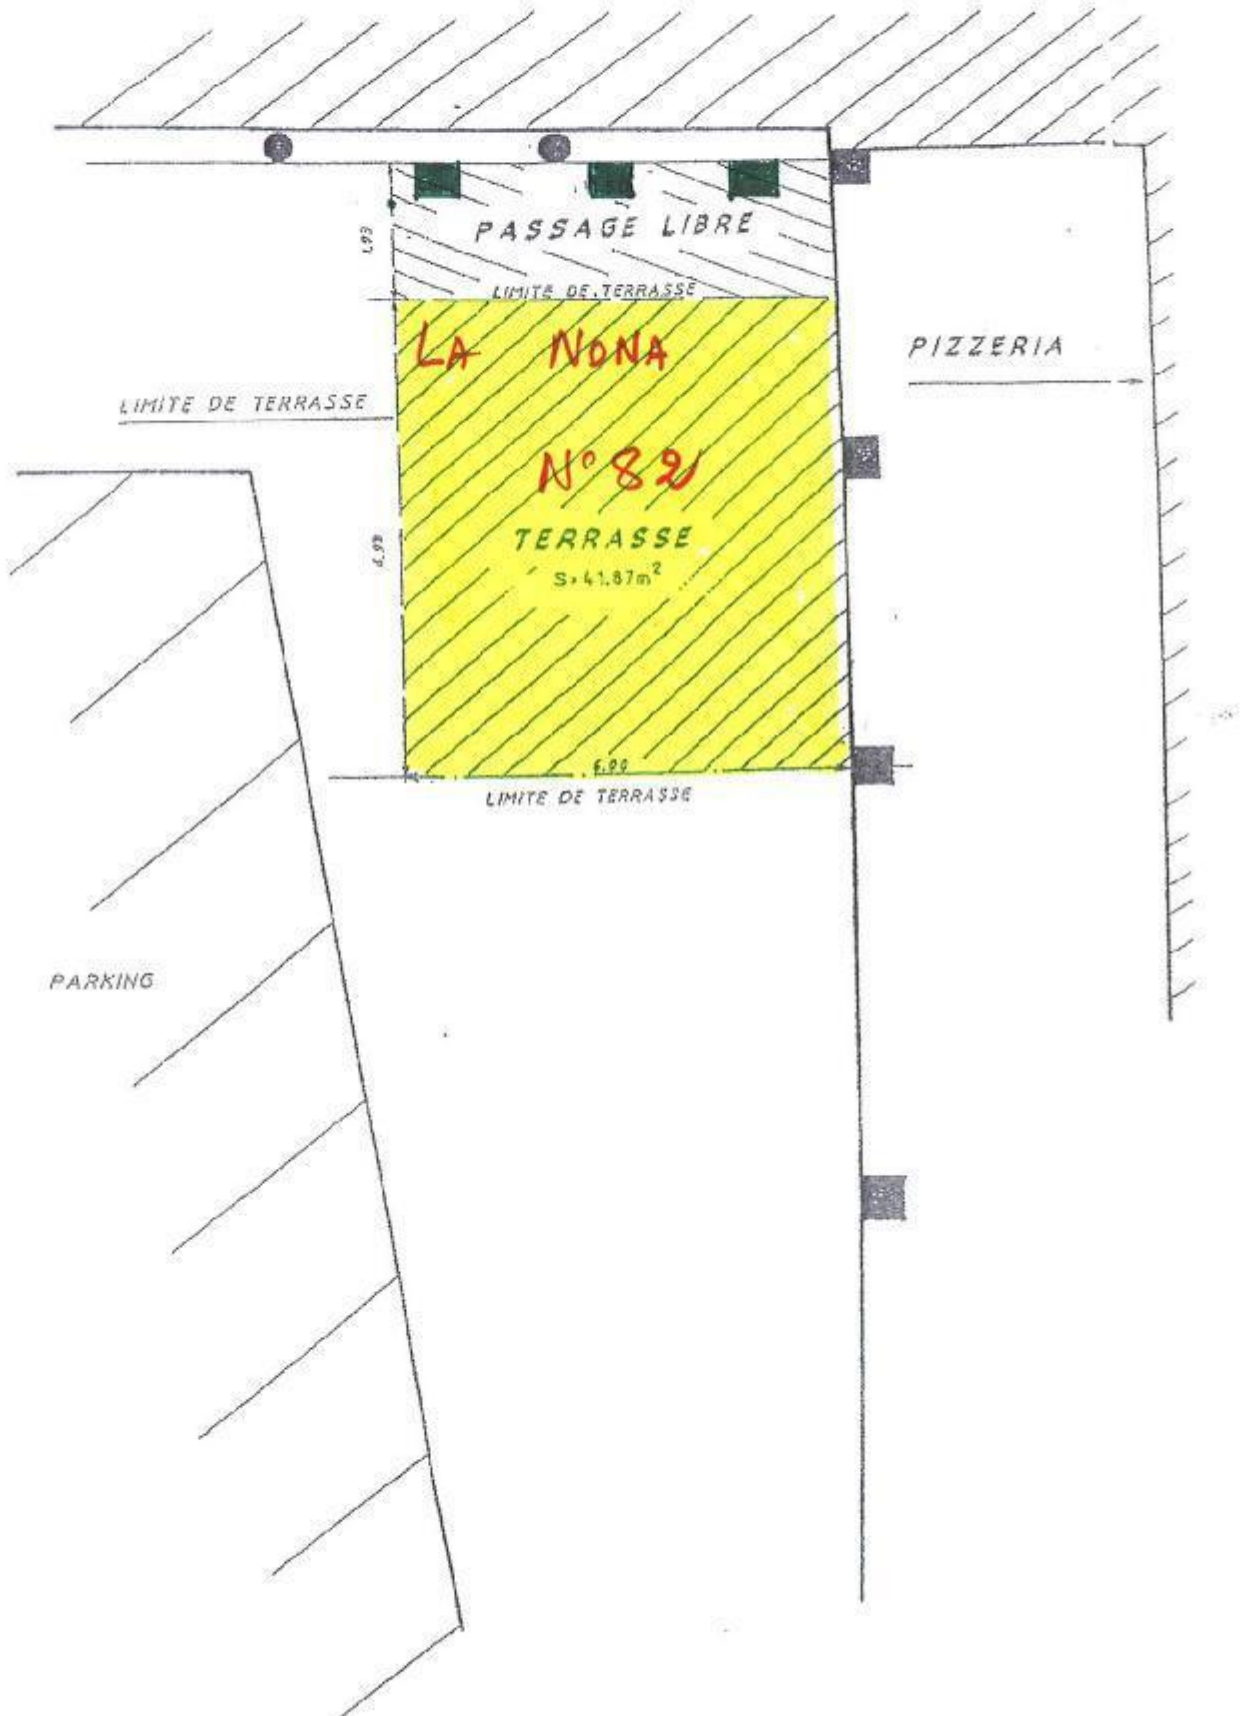 PASSAGE LIBRE
1.93
LIMITE DE TERRASSE
LA NONA
PIZZERIA
LIMITE DE TERRASSE
N° 82
TERRASSE
S=41.87m²
6.99
6.00
LIMITE DE TERRASSE
PARKING